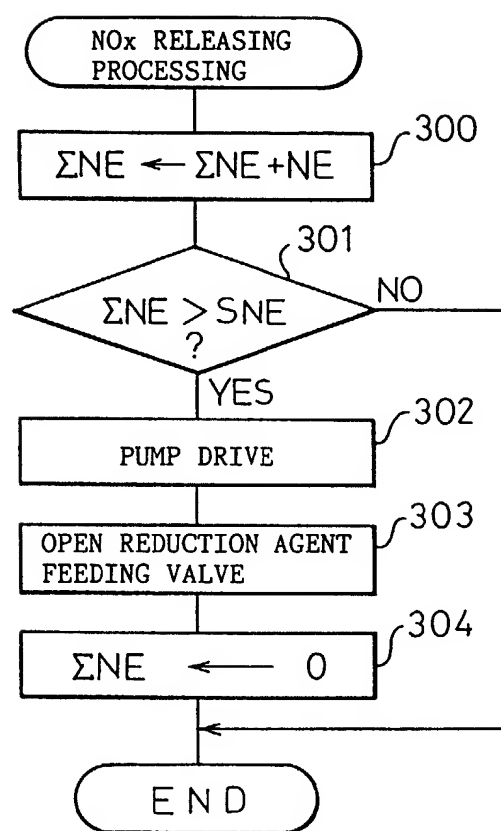 NOx RELEASING
PROCESSING
300
ΣNE ← ΣNE+NE
301
ΣNE > SNE
?
NO
YES
302
PUMP DRIVE
303
OPEN REDUCTION AGENT
FEEDING VALVE
304
ΣNE ← 0
END